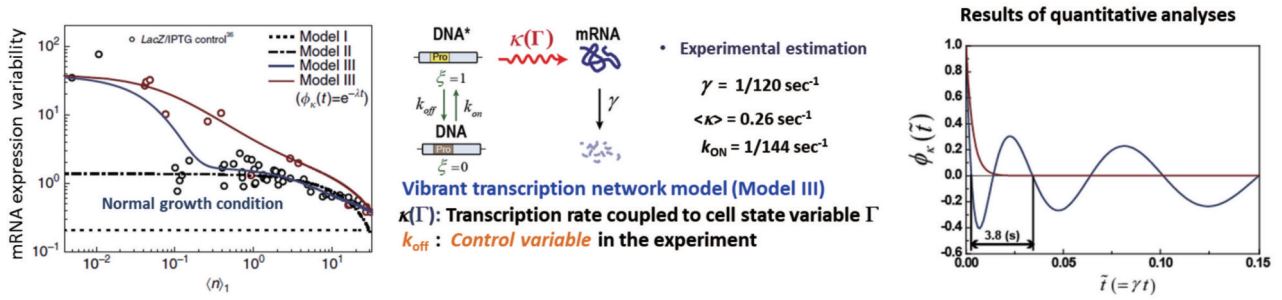 mRNA expression variability
10²
10¹
10⁰
10⁻¹
10⁻²
10⁻¹
10⁰
10¹
⟨n⟩₁
LacZ/IPTG control³⁶
Model I
Model II
Model III
Model III
(ϕκ(t)=e⁻λᵗ)
Normal growth condition
DNA*
Pro
ξ=1
κ(Γ)
mRNA
k_off
k_on
γ
DNA
Pro
ξ=0
• Experimental estimation
γ = 1/120 sec⁻¹
<κ> = 0.26 sec⁻¹
k_ON = 1/144 sec⁻¹
Vibrant transcription network model (Model III)
κ(Γ): Transcription rate coupled to cell state variable Γ
k_off : Control variable in the experiment
Results of quantitative analyses
ϕκ(t̃)
1.0
0.8
0.6
0.4
0.2
0.0
-0.2
-0.4
-0.6
3.8 (s)
0.00
0.05
0.10
0.15
t̃ (= γt)